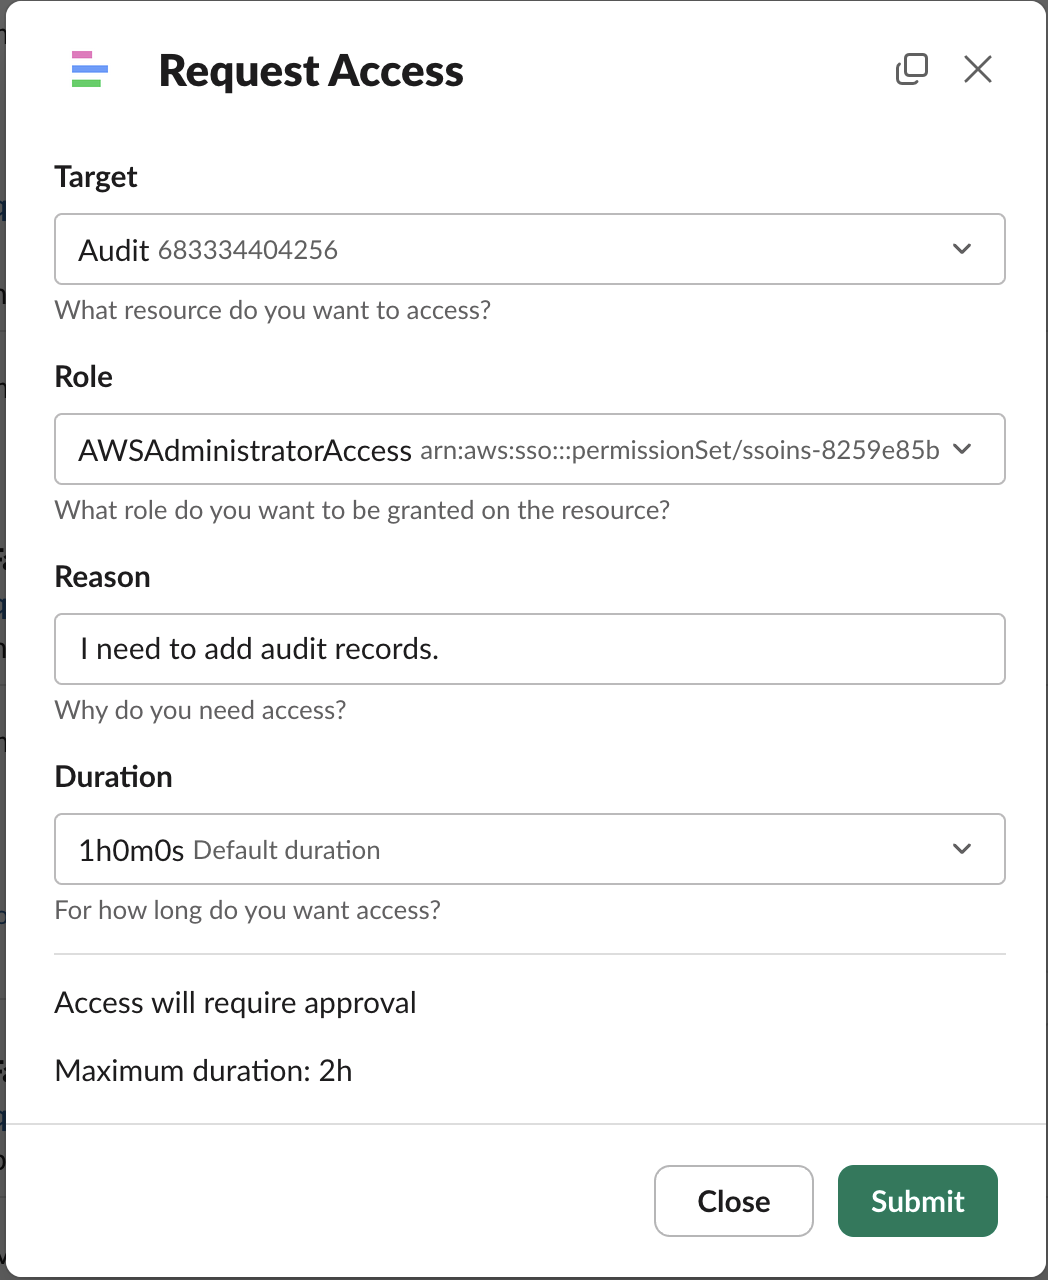 Request Access
Target
Audit 683334404256
What resource do you want to access?
Role
AWSAdministratorAccess arn:aws:sso:::permissionSet/ssoins-8259e85b
What role do you want to be granted on the resource?
Reason
I need to add audit records.
Why do you need access?
Duration
1h0m0s Default duration
For how long do you want access?
Access will require approval
Maximum duration: 2h
Close Submit